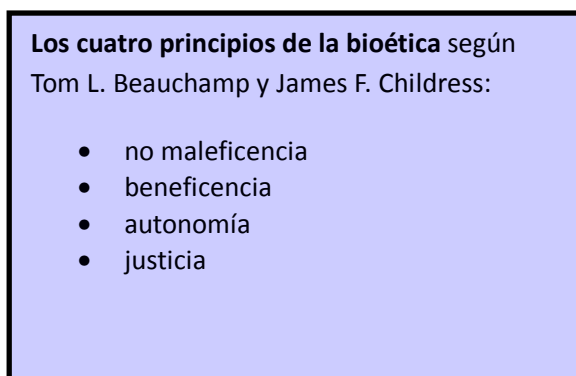 Los cuatro principios de la bioética según
Tom L. Beauchamp y James F. Childress:
• no maleficencia
• beneficencia
• autonomía
• justicia